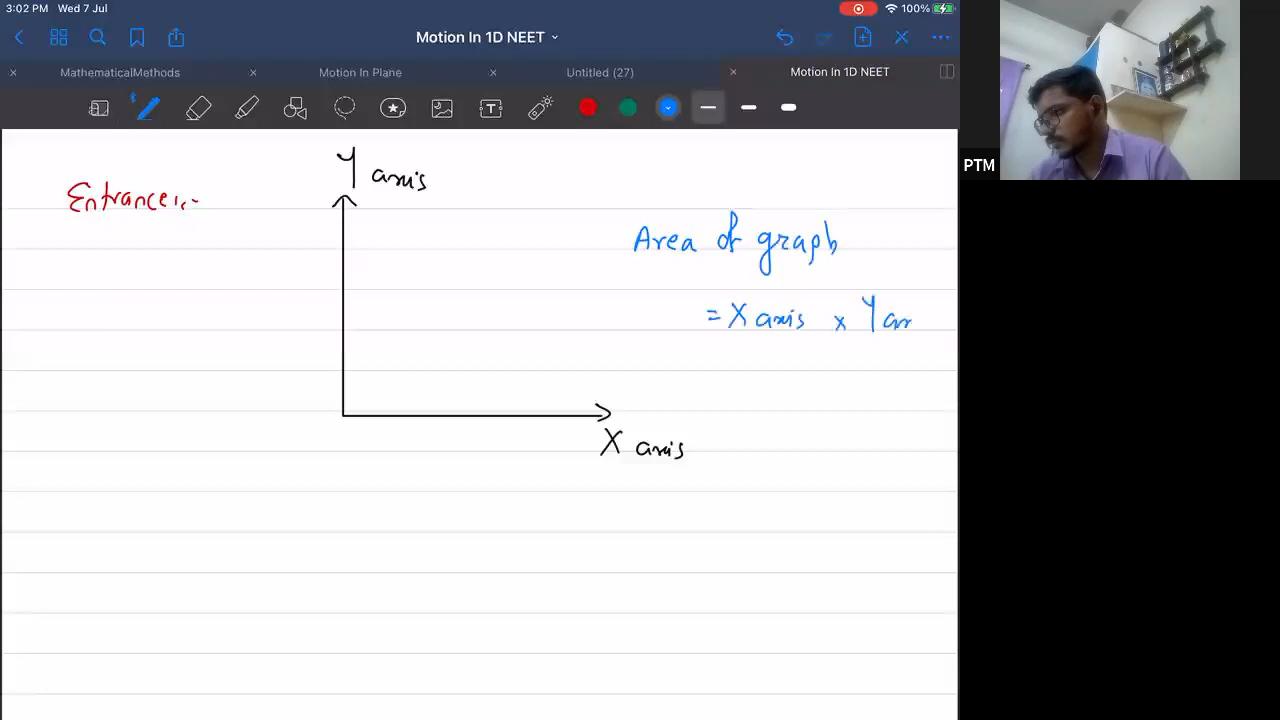 3:02 PM Wed 7 Jul
100%
Motion In 1D NEET
MathematicalMethods
Motion In Plane
Untitled (27)
Motion In 1D NEET
T
PTM
Y axis
Entrance:-
Area of graph
= X axis x Y ax
X axis